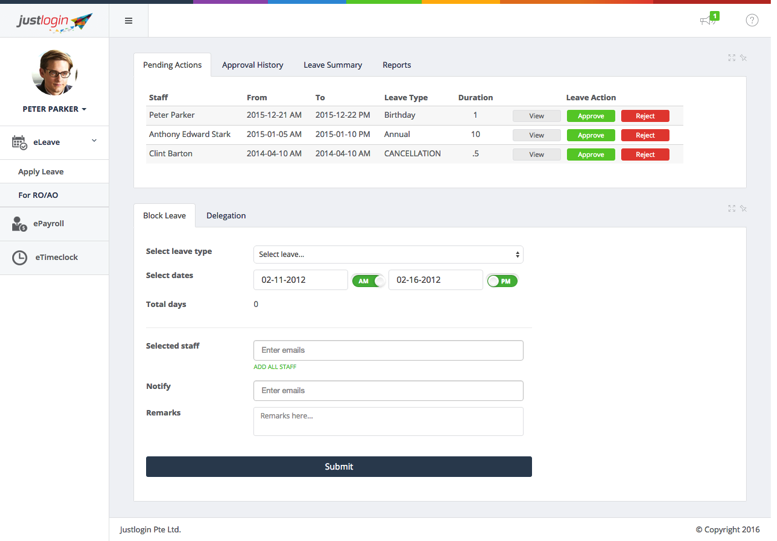 justlogin
1
?
PETER PARKER
eLeave
Apply Leave
For RO/AO
ePayroll
eTimeclock
Pending Actions Approval History Leave Summary Reports
Staff From To Leave Type Duration Leave Action
Peter Parker 2015-12-21 AM 2015-12-22 PM Birthday 1 View Approve Reject
Anthony Edward Stark 2015-01-05 AM 2015-01-10 PM Annual 10 View Approve Reject
Clint Barton 2014-04-10 AM 2014-04-10 AM CANCELLATION .5 View Approve Reject
Block Leave Delegation
Select leave type Select leave...
Select dates 02-11-2012 AM 02-16-2012 PM
Total days 0
Selected staff Enter emails
ADD ALL STAFF
Notify Enter emails
Remarks Remarks here...
Submit
Justlogin Pte Ltd. © Copyright 2016